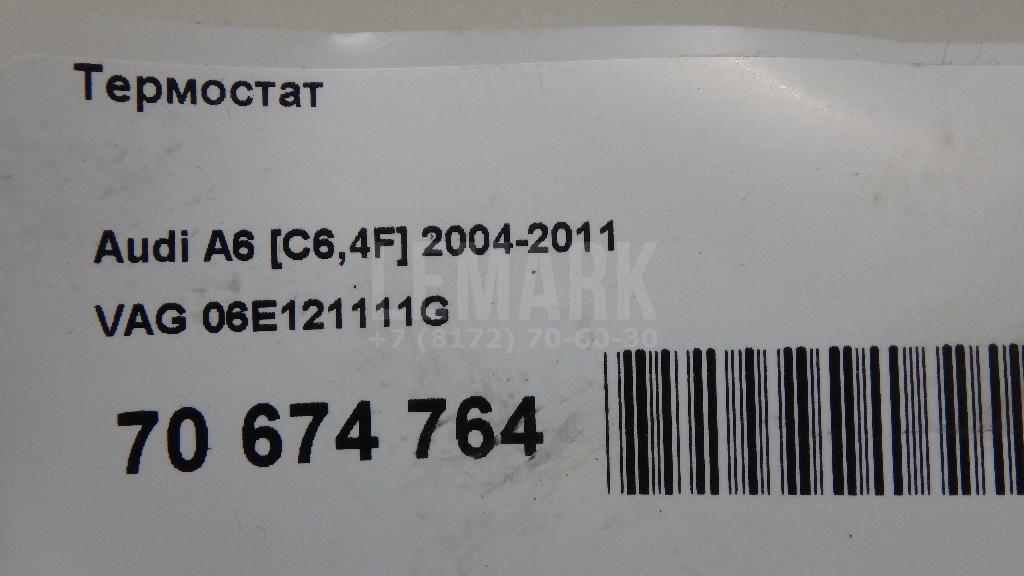 Термостат
Audi A6 [C6,4F] 2004-2011
LEMARK
VAG 06E121111G
+7 (8172) 70-60-30
70 674 764